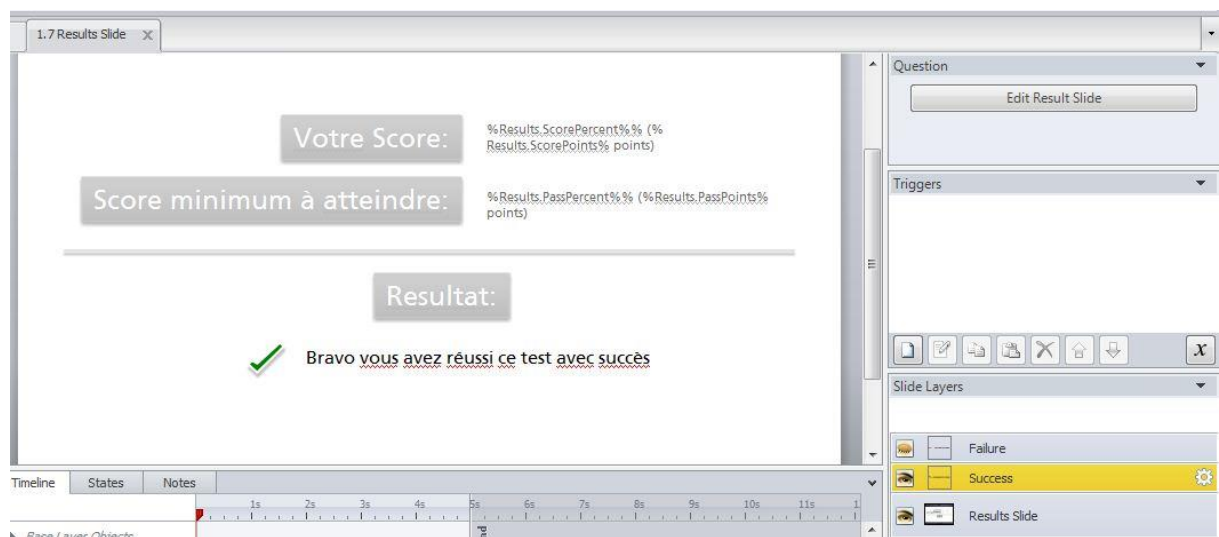 1.7 Results Slide X
Question
Edit Result Slide
Votre Score:
%Results.ScorePercent%% (%
Results.ScorePoints% points)
Triggers
Score minimum à atteindre:
%Results.PassPercent%% (%Results.PassPoints%
points)
Resultat:
Bravo vous avez réussi ce test avec succès
x
Slide Layers
Failure
Success
Results Slide
Timeline States Notes
1s 2s 3s 4s 5s 6s 7s 8s 9s 10s 11s 1
Base Layer Objects